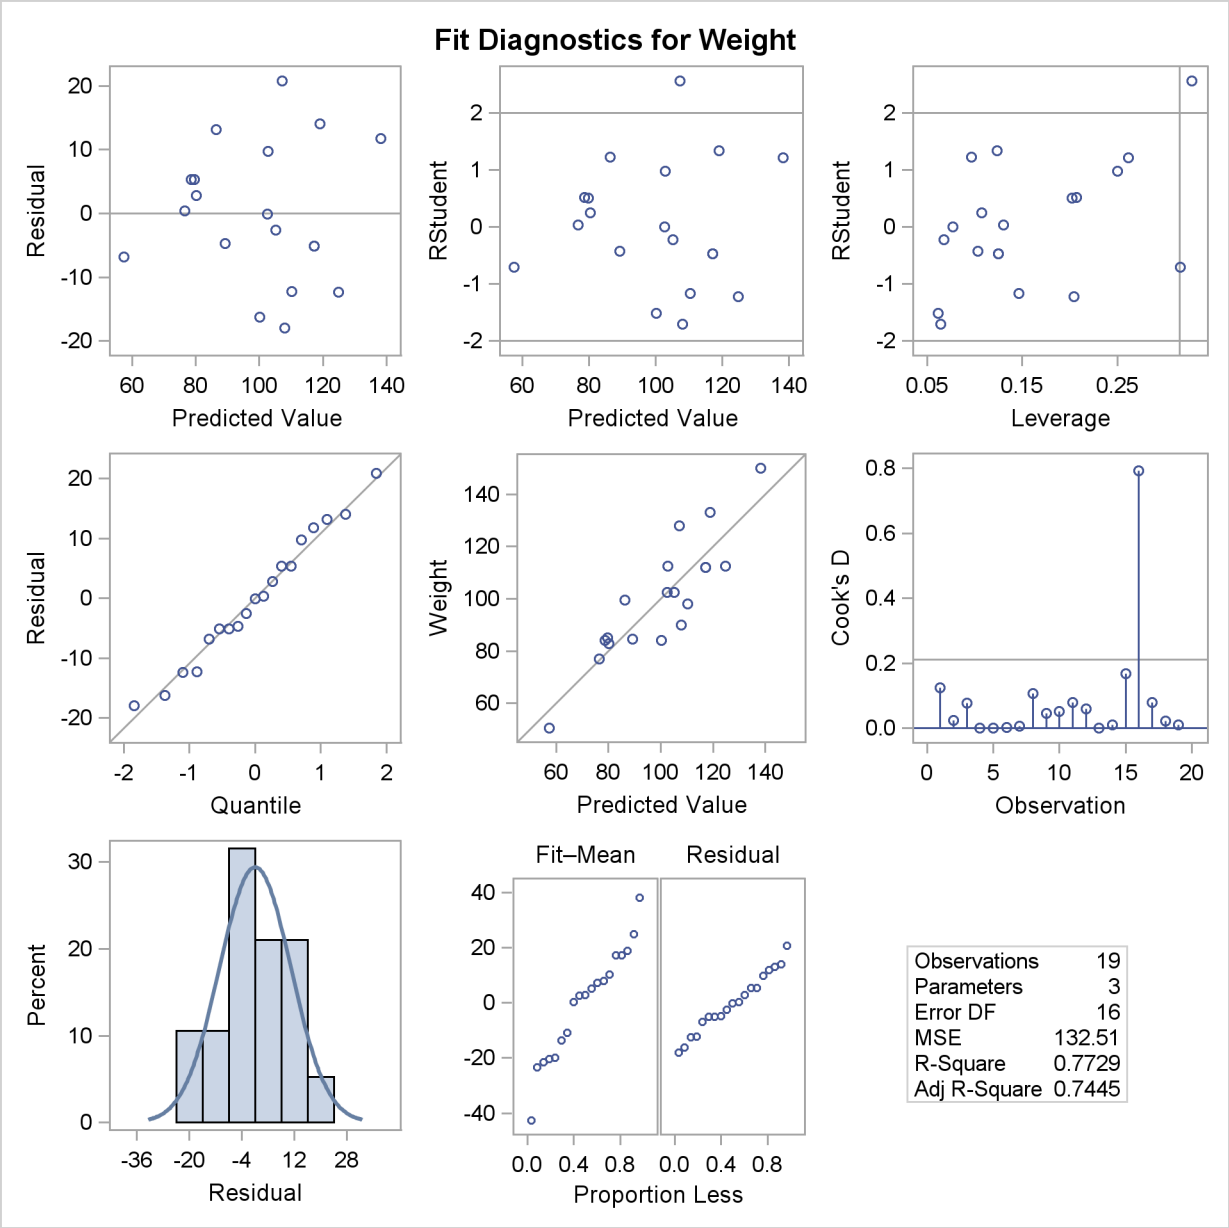 Fit Diagnostics for Weight
Residual
20
10
0
-10
-20
60 80 100 120 140
Predicted Value
RStudent
2
1
0
-1
-2
60 80 100 120 140
Predicted Value
RStudent
2
1
0
-1
-2
0.05 0.15 0.25
Leverage
Residual
20
10
0
-10
-20
-2 -1 0 1 2
Quantile
Weight
140
120
100
80
60
60 80 100 120 140
Predicted Value
Cook's D
0.8
0.6
0.4
0.2
0.0
0 5 10 15 20
Observation
Percent
30
20
10
0
-36 -20 -4 12 28
Residual
Fit–Mean Residual
40
20
0
-20
-40
0.0 0.4 0.8 0.0 0.4 0.8
Proportion Less
Observations 19
Parameters 3
Error DF 16
MSE 132.51
R-Square 0.7729
Adj R-Square 0.7445